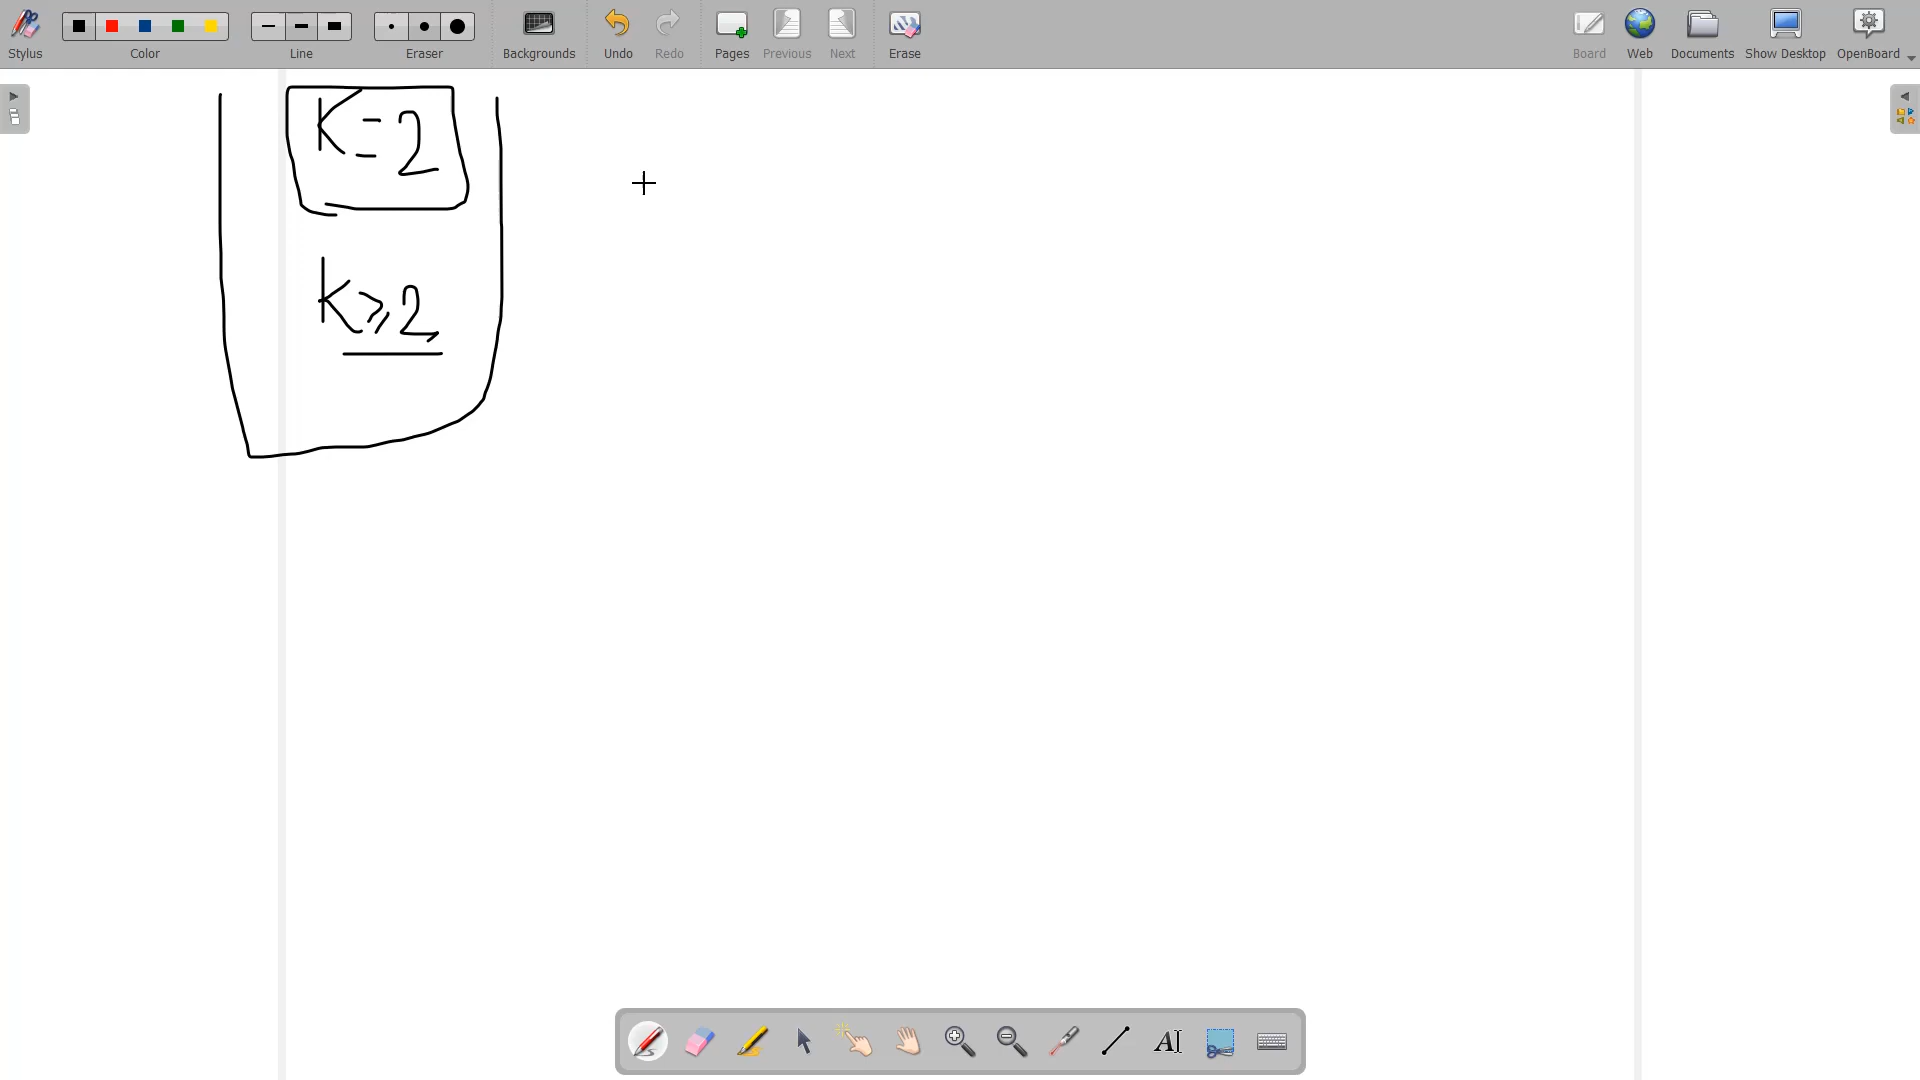 Stylus Color Line Eraser Backgrounds Undo Redo Pages Previous Next Erase Board Web Documents Show Desktop OpenBoard
K=2
K≥2